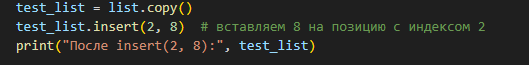 test_list = list.copy()
test_list.insert(2, 8)  # вставляем 8 на позицию с индексом 2
print("После insert(2, 8):", test_list)